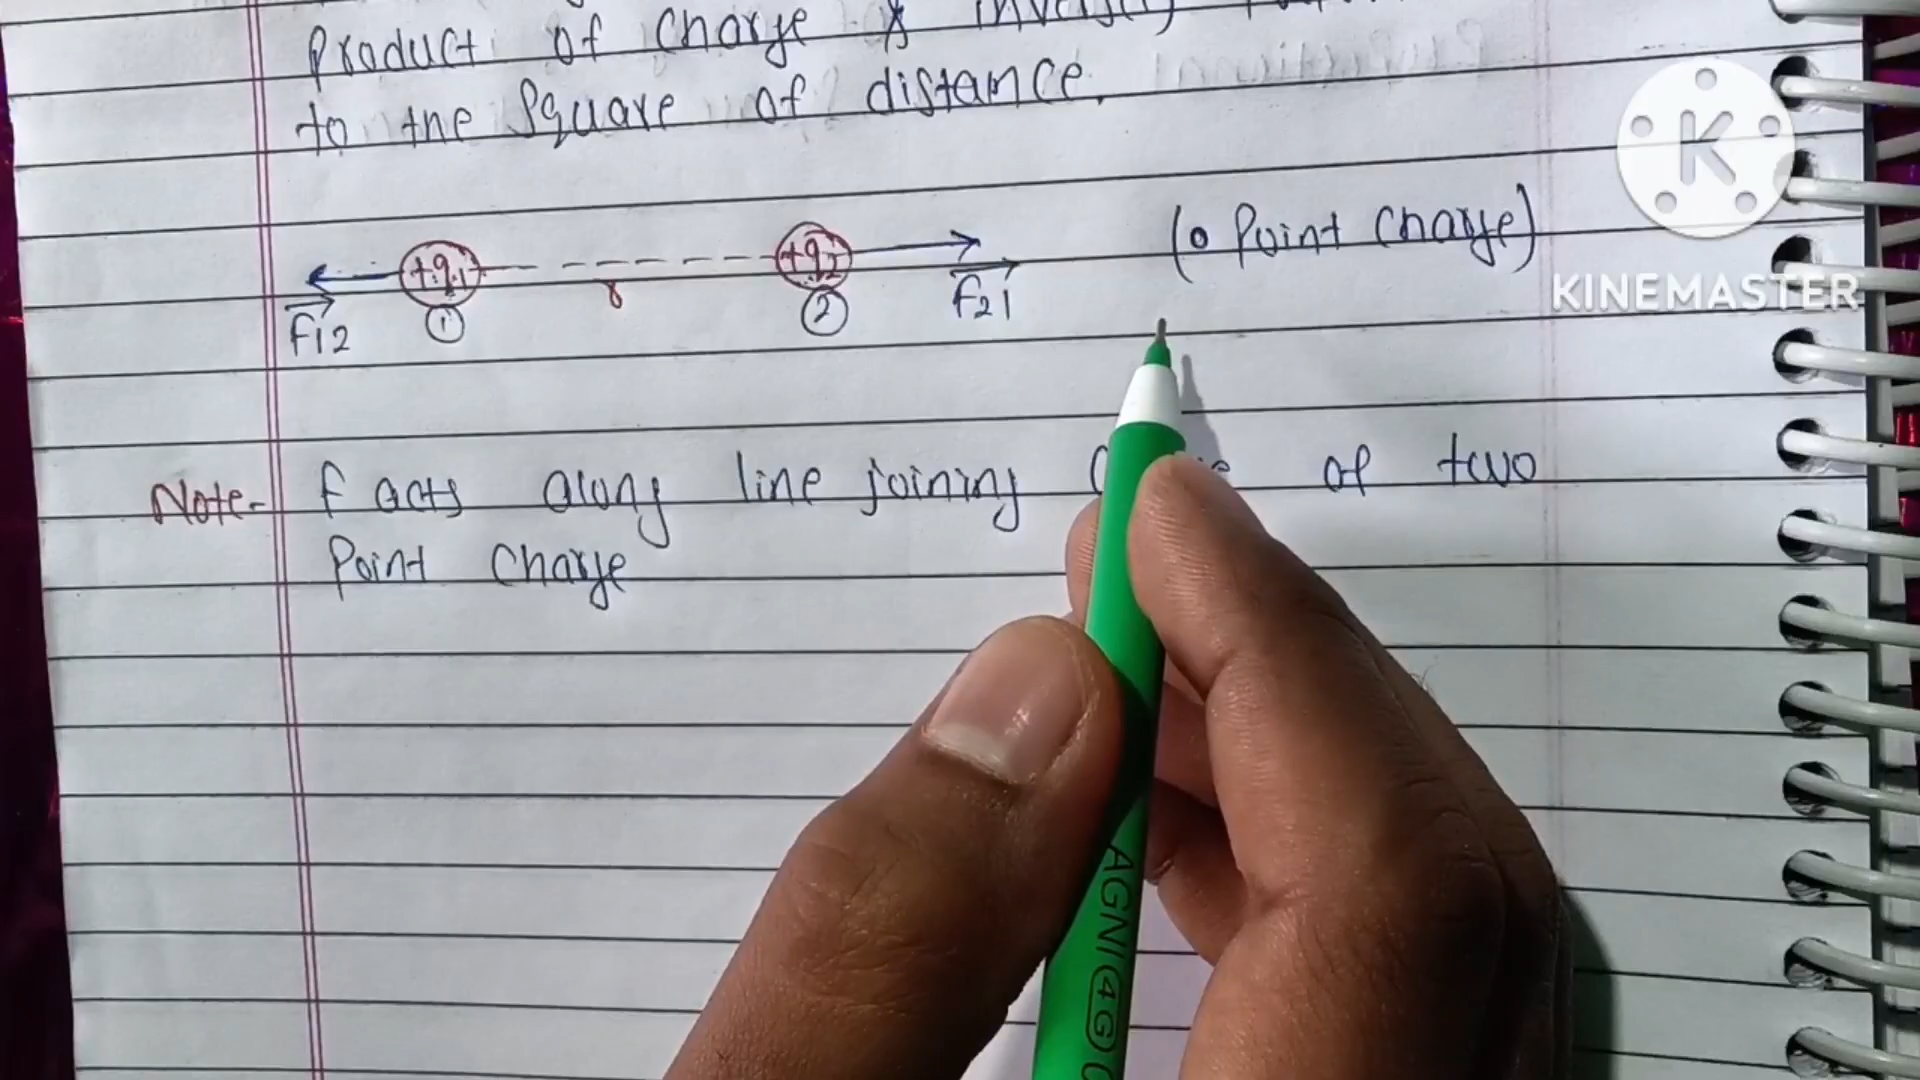 Product of Charge &
to the Square of distance.
+q1 r +q2 (o Point Charge)
F12 1 2 F21
Note- F acts along line joining of two
Point Charge
K
KINEMASTER
AGNI 4G